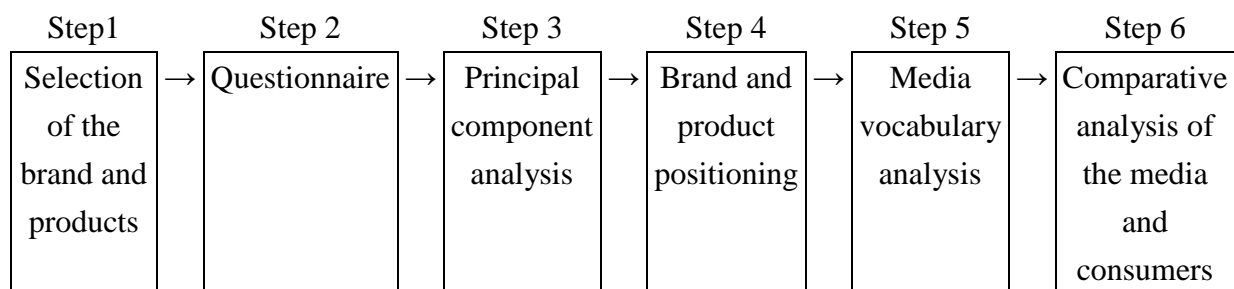 Step1
Step 2
Step 3
Step 4
Step 5
Step 6
Selection
of the
brand and
products
→
Questionnaire
→
Principal
component
analysis
→
Brand and
product
positioning
→
Media
vocabulary
analysis
→
Comparative
analysis of
the media
and
consumers